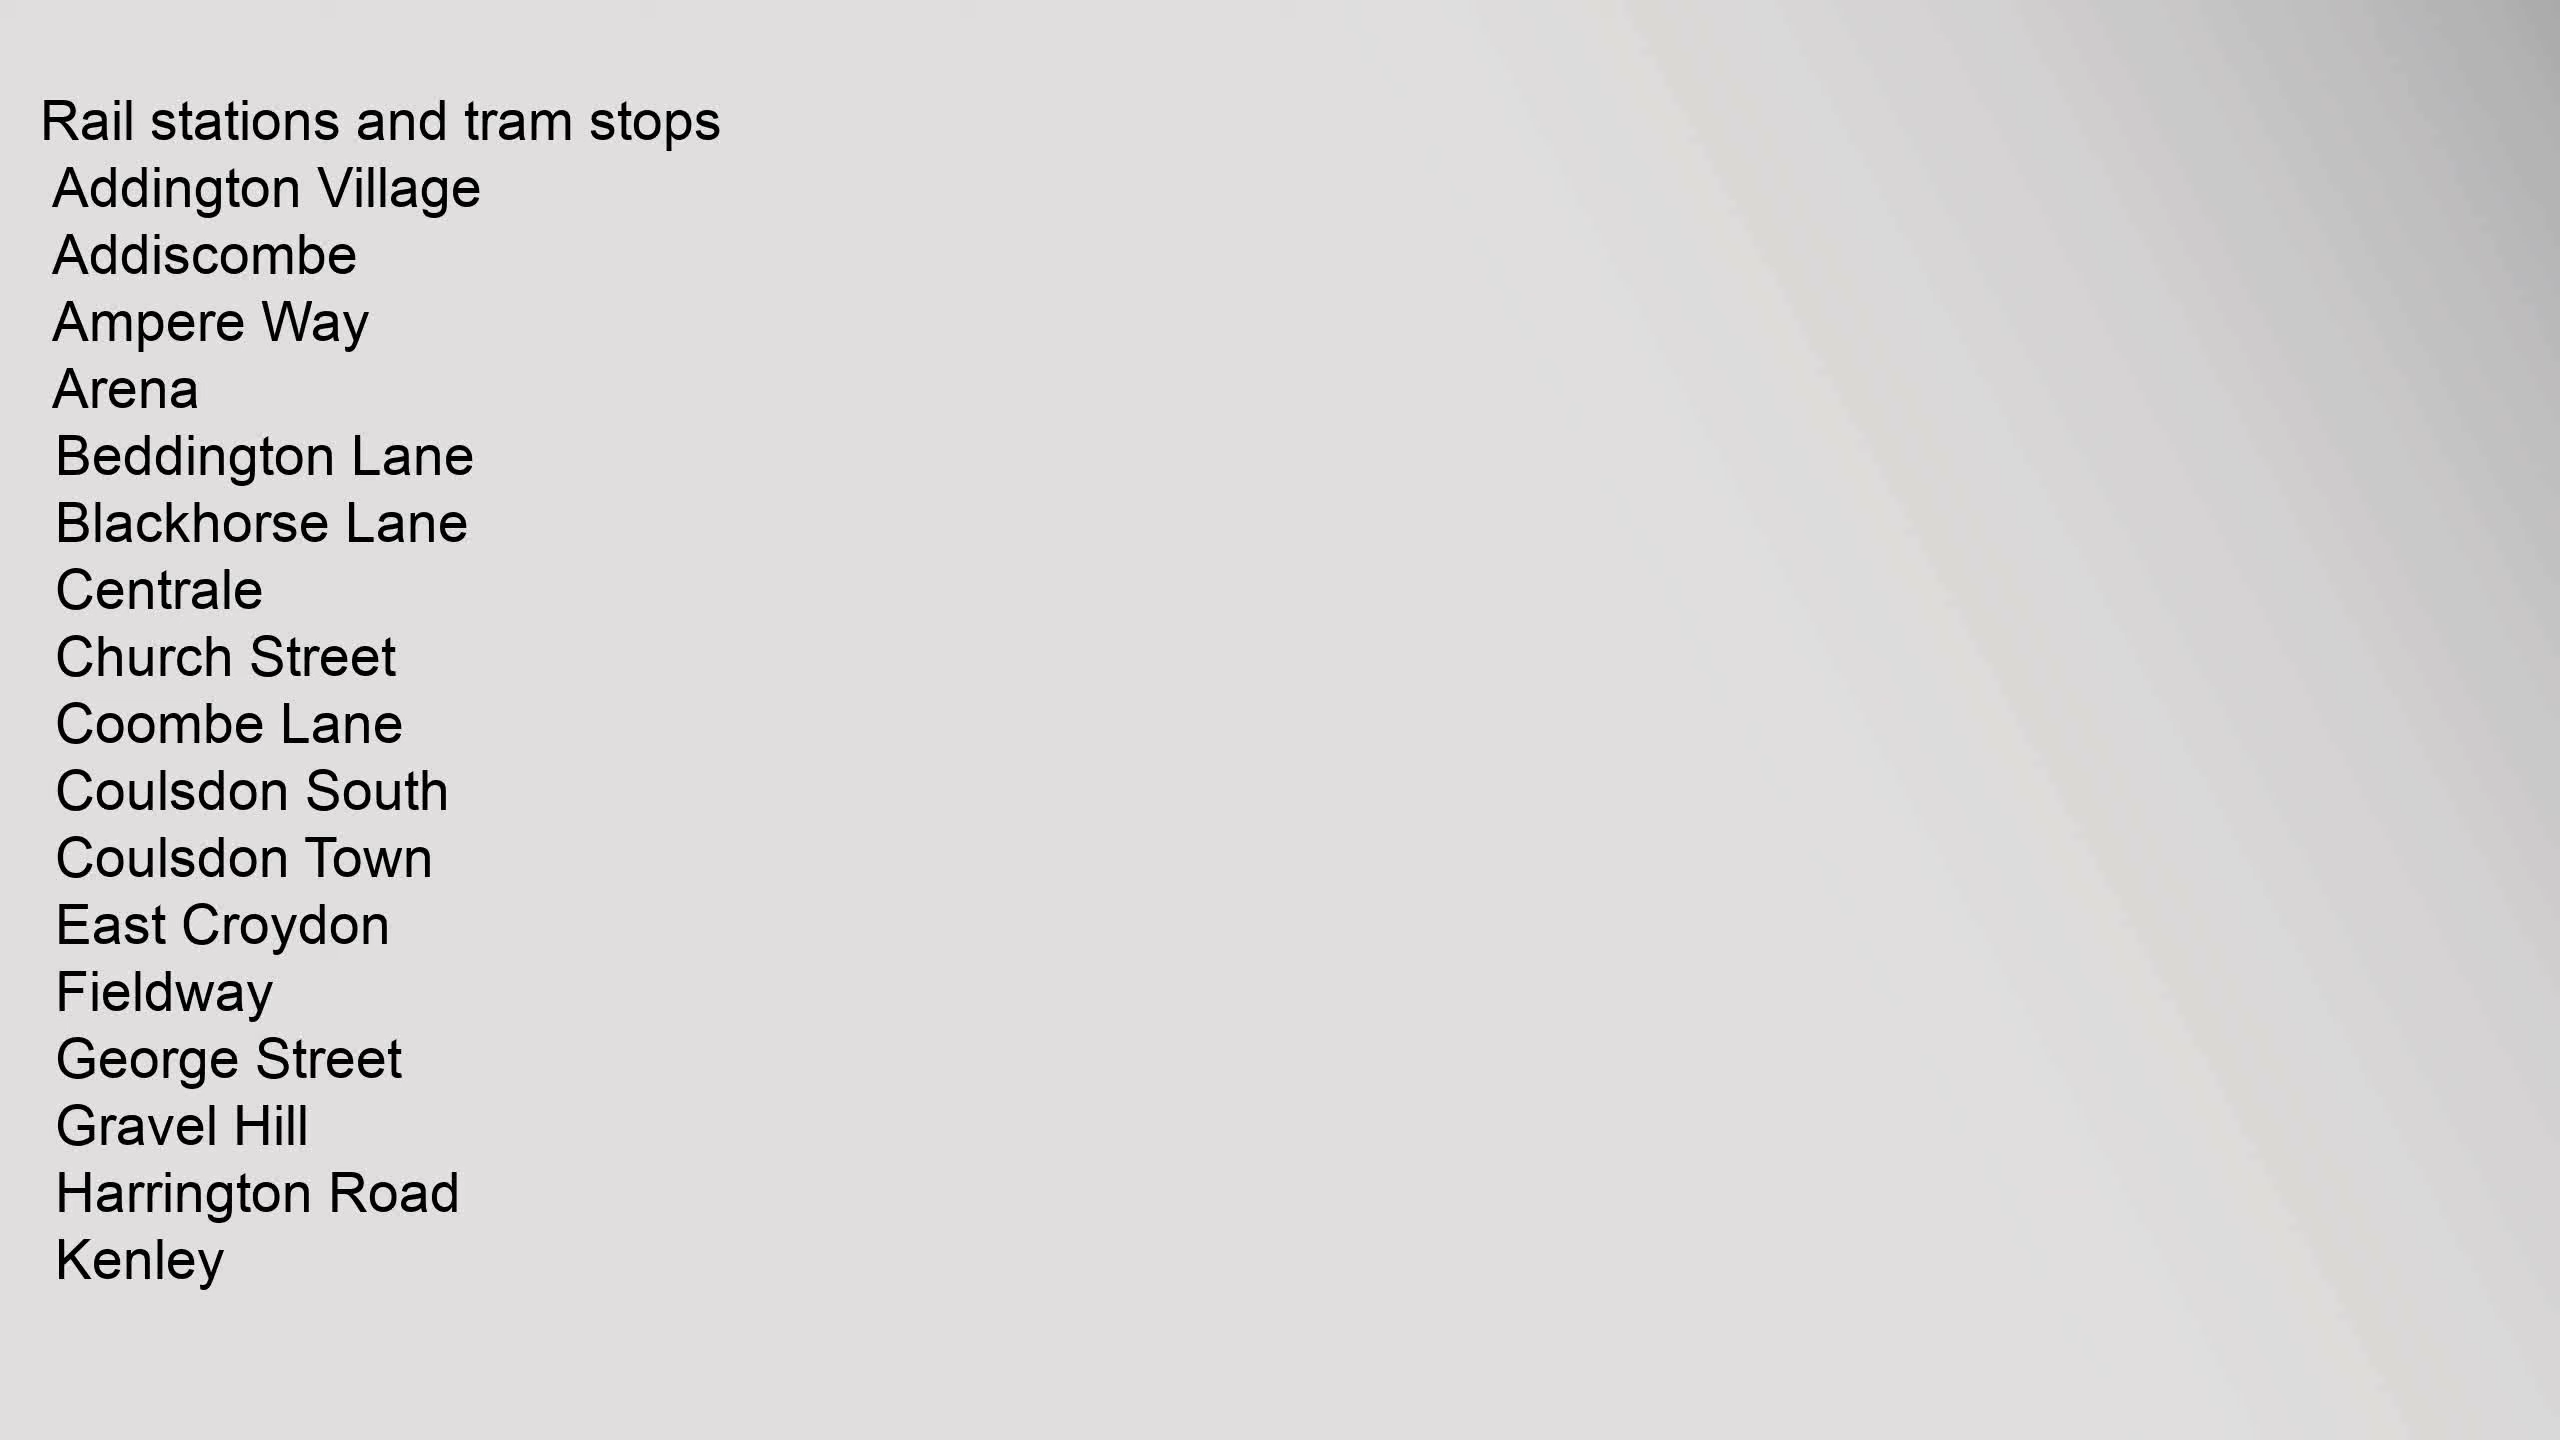 Rail stations and tram stops
Addington Village
Addiscombe
Ampere Way
Arena
Beddington Lane
Blackhorse Lane
Centrale
Church Street
Coombe Lane
Coulsdon South
Coulsdon Town
East Croydon
Fieldway
George Street
Gravel Hill
Harrington Road
Kenley